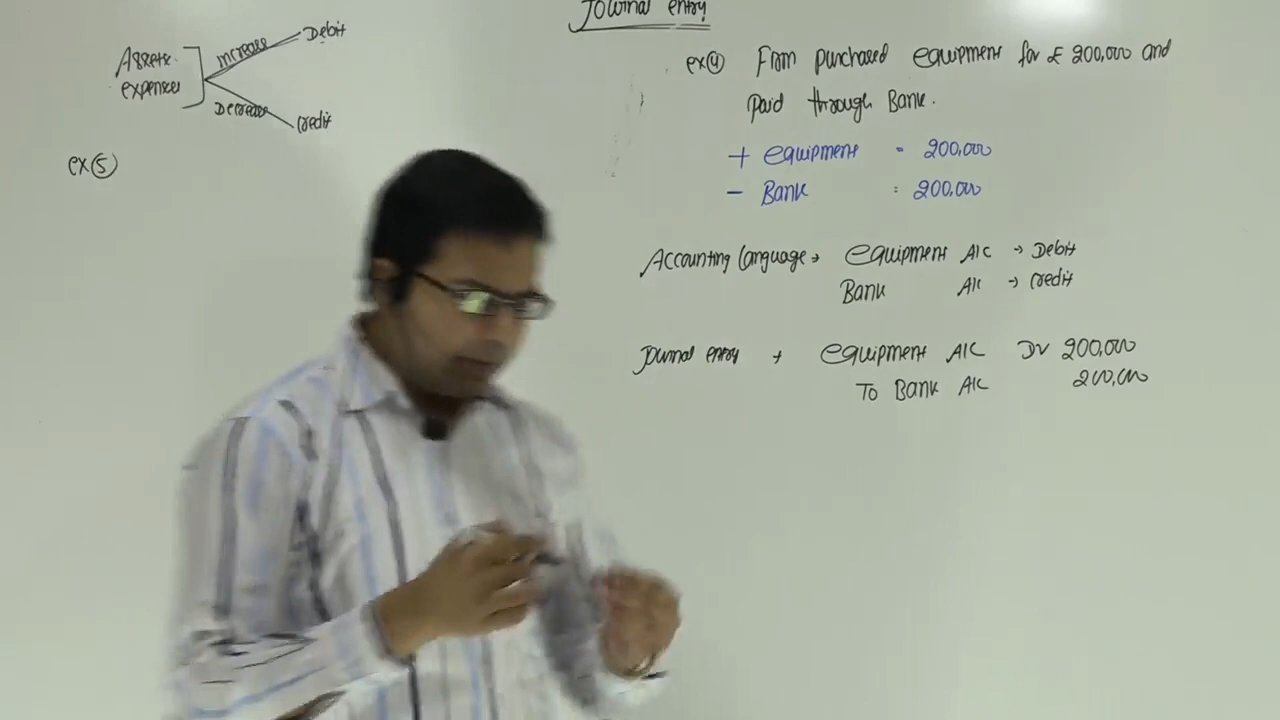 Journal entry
Assets
expenses
Increase
Debit
Decrease
Credit
ex(5)
ex(4) Firm purchased equipment for £ 200,000 and
Paid through Bank.
+ equipment = 200,000
- Bank = 200,000
Accounting language → equipment A/C → Debit
Bank A/C → Credit
Journal entry → equipment A/C Dr 200,000
To Bank A/C 200,000